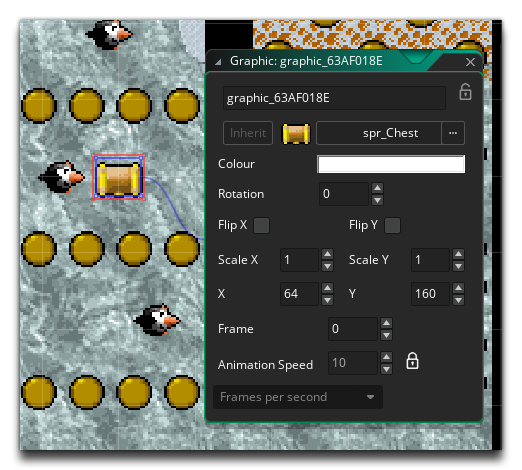 Graphic: graphic_63AF018E
graphic_63AF018E
Inherit spr_Chest ...
Colour
Rotation 0
Flip X Flip Y
Scale X 1 Scale Y 1
X 64 Y 160
Frame 0
Animation Speed 10
Frames per second